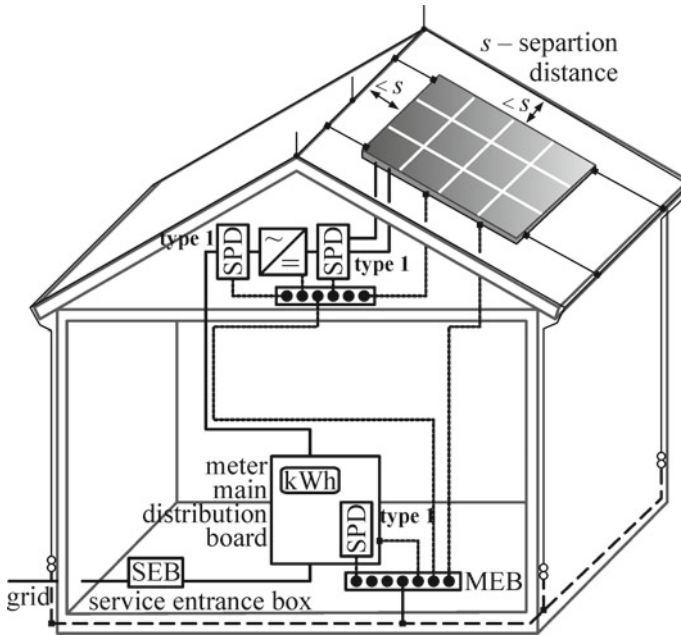 s – separtion
distance
< s
< s
type 1
SPD
~
=
SPD
type 1
meter
main
distribution
board
kWh
SPD
type 1
SEB
MEB
grid
service entrance box